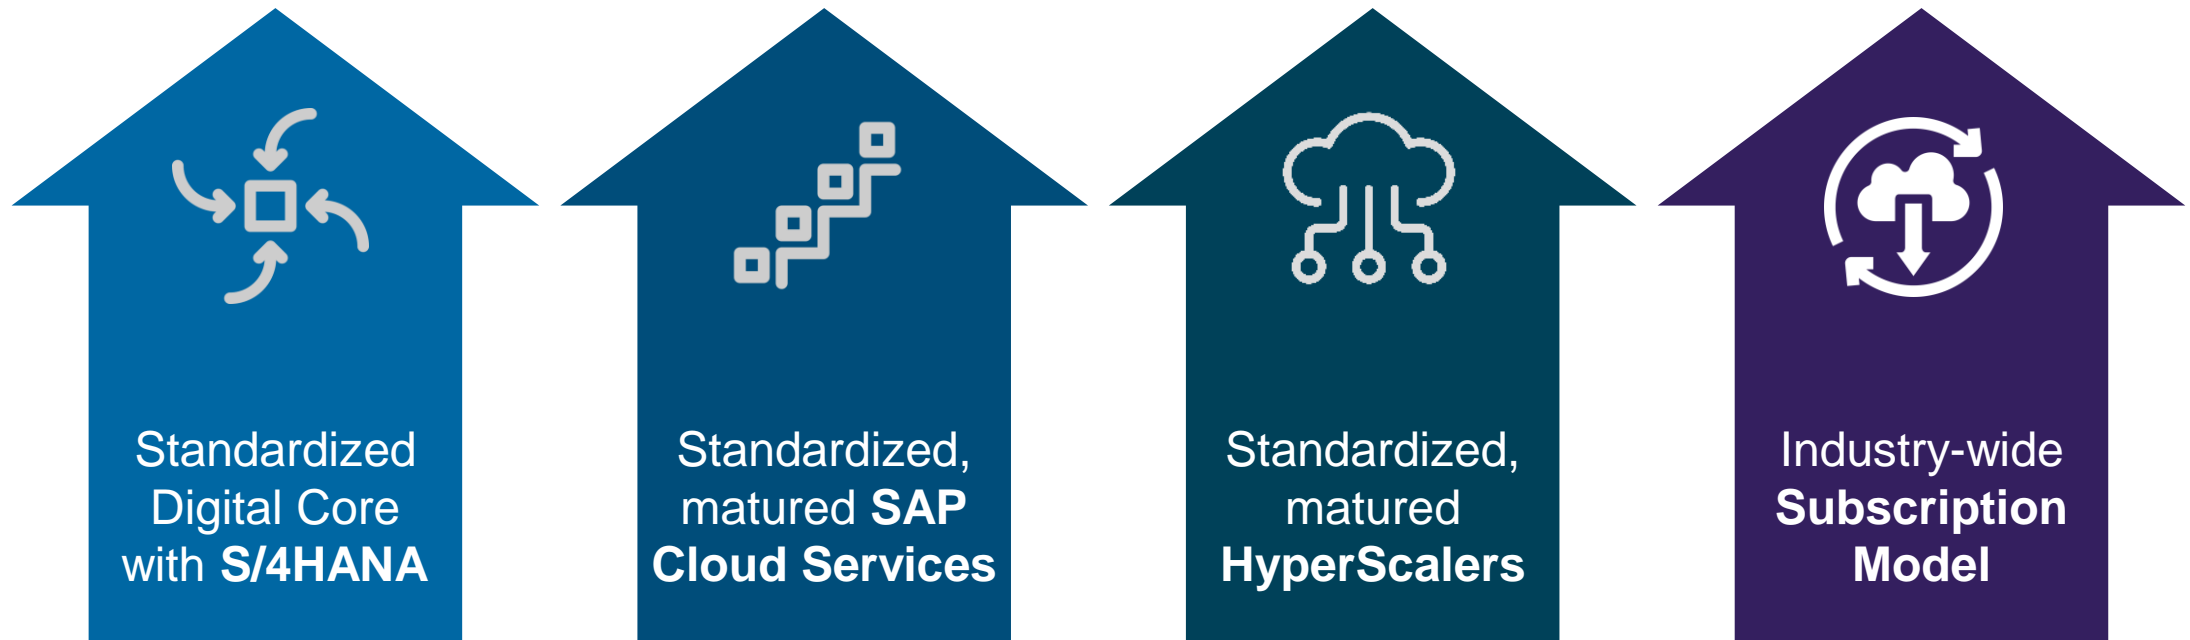 Standardized
Digital Core
with S/4HANA
Standardized,
matured SAP
Cloud Services
Standardized,
matured
HyperScalers
Industry-wide
Subscription
Model